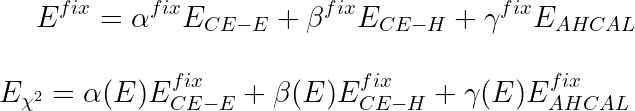 E^{fix} = α^{fix}E_{CE-E} + β^{fix}E_{CE-H} + γ^{fix}E_{AHCAL}
E_{χ^2} = α(E)E^{fix}_{CE-E} + β(E)E^{fix}_{CE-H} + γ(E)E^{fix}_{AHCAL}